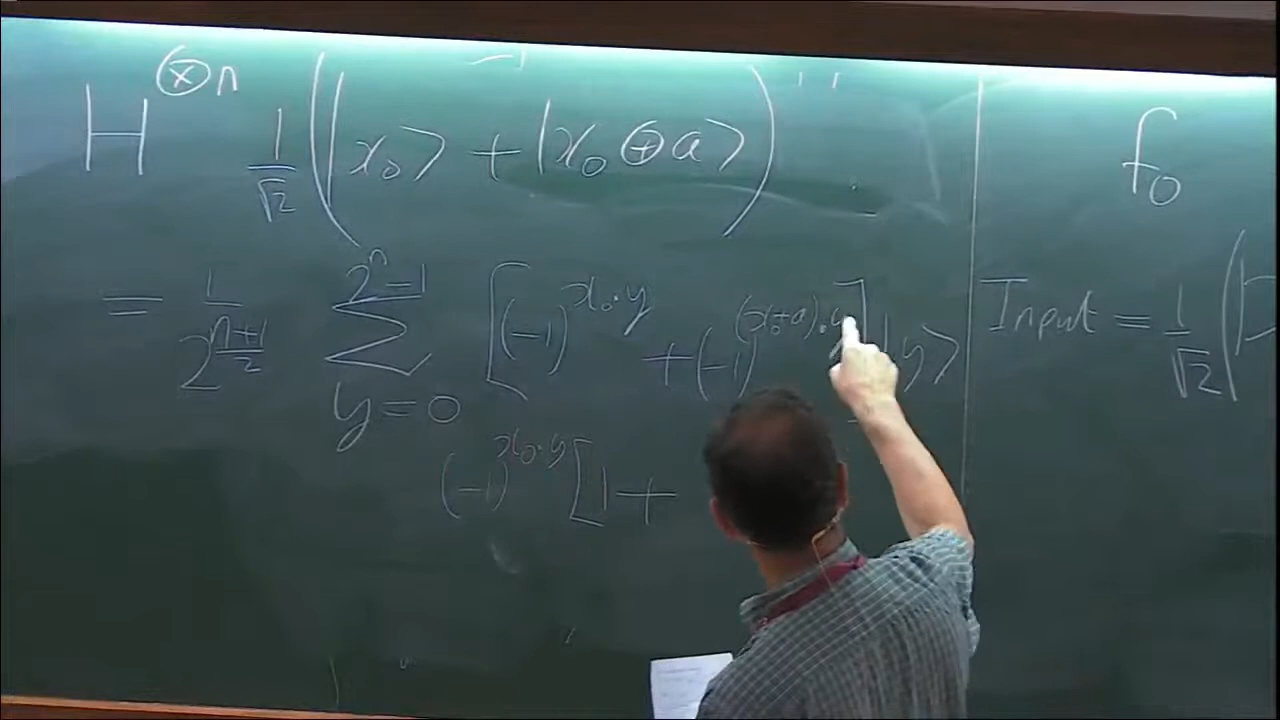 H^{⊗n} 1/√2 (|x₀> + |x₀ ⊕ a>)
= 1/2^{(n+1)/2} ∑_{y=0}^{2ⁿ-1} [(-1)^{x₀·y} + (-1)^{(x₀+a)·y}] |y>
(-1)^{x₀·y} [1 +
f₀
Input = 1/√2 (